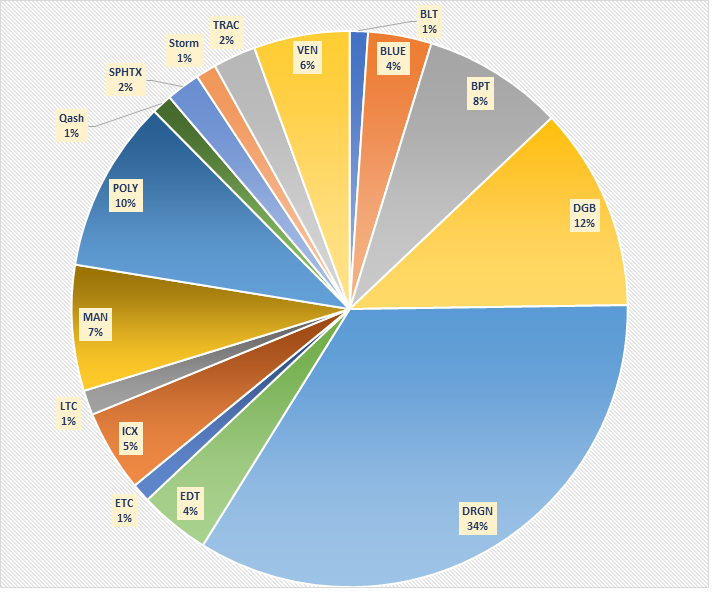 BLT
1%
BLUE
4%
BPT
8%
DGB
12%
DRGN
34%
EDT
4%
ETC
1%
ICX
5%
LTC
1%
MAN
7%
POLY
10%
Qash
1%
SPHTX
2%
Storm
1%
TRAC
2%
VEN
6%